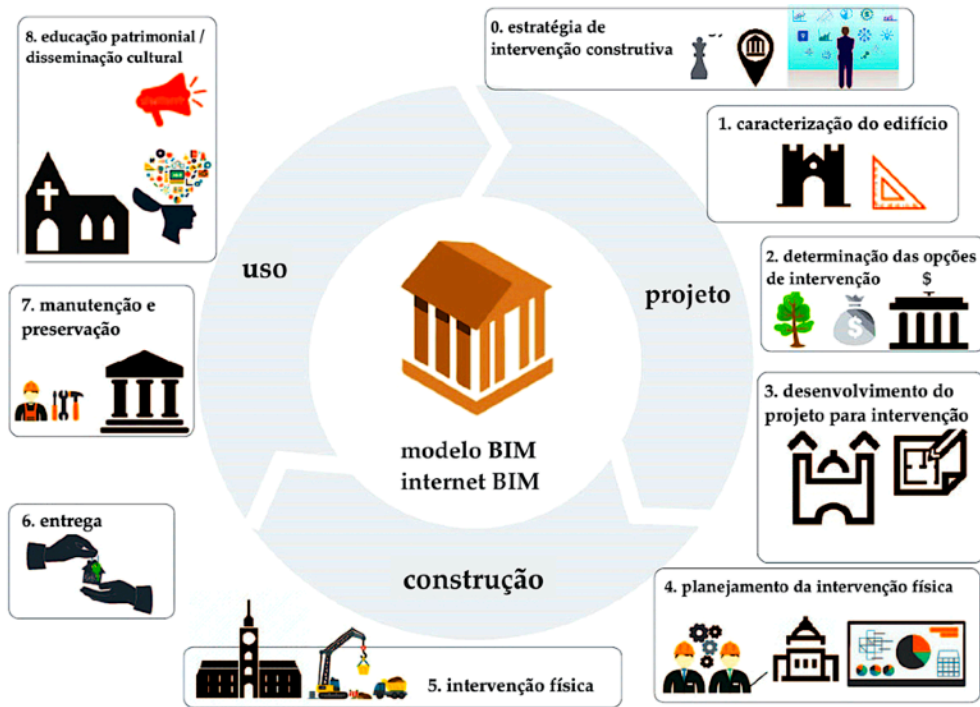 0. estratégia de
intervenção construtiva
1. caracterização do edifício
2. determinação das opções
de intervenção
$
$
3. desenvolvimento do
projeto para intervenção
4. planejamento da intervenção física
5. intervenção física
6. entrega
7. manutenção e
preservação
8. educação patrimonial /
disseminação cultural
uso
projeto
construção
modelo BIM
internet BIM